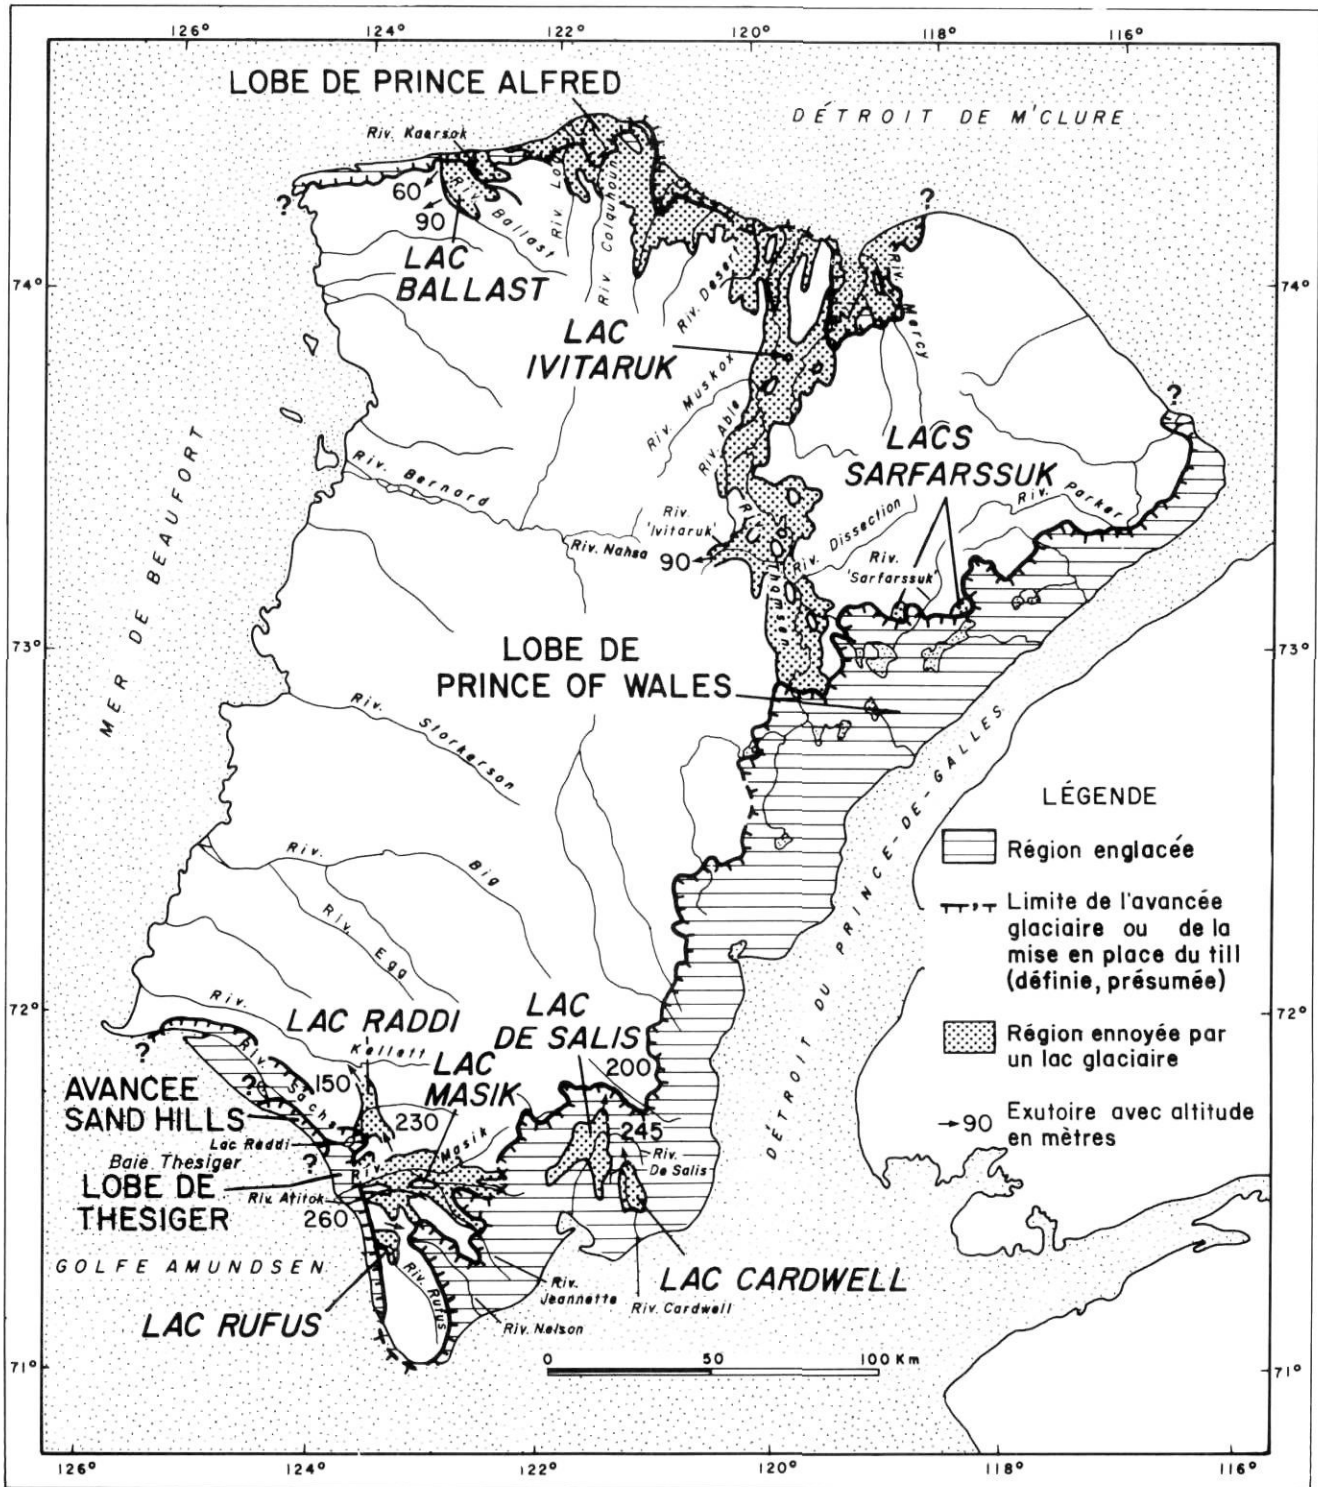 126° 124° 122° 120° 118° 116°
LOBE DE PRINCE ALFRED
DÉTROIT DE M'CLURE
Riv. Kaersok
60
90
Riv. Ballast
Riv. Colquhoun
?
?
LAC
BALLAST
74°
74°
Riv. Desert
Riv. Mercy
LAC
IVITARUK
Riv. Muskox
Riv. Able
?
LACS
SARFARSSUK
MER DE BEAUFORT
Riv. Bernard
Riv.
'Ivitaruk'
Riv. Nahsa
90
Riv. Thomsen
Riv. Dissection
Riv. Parker
Riv.
'Sarfarssuk'
73°
73°
LOBE DE
PRINCE OF WALES
Riv. Storkerson
DÉTROIT DU PRINCE-DE-GALLES
LÉGENDE
Région englacée
Limite de l'avancée
glaciaire ou de la
mise en place du till
(définie, présumée)
Région ennoyée par
un lac glaciaire
90 Exutoire avec altitude
en mètres
Riv. Big
Riv. Egg
72°
72°
Riv. Kellett
LAC RADDI
LAC
DE SALIS
200
?
150
LAC
MASIK
Riv. Sachs
?
AVANCÉE
SAND HILLS
230
245
Lac Raddi
Riv. Masik
Riv.
De Salis
Baie Thesiger
?
LOBE DE
THESIGER
Riv. Atitok
260
GOLFE AMUNDSEN
Riv. Rufus
Rufus
LAC RUFUS
Riv.
Jeannette
Riv. Nelson
Riv. Cardwell
LAC CARDWELL
0 50 100 Km
71°
71°
126° 124° 122° 120° 118° 116°